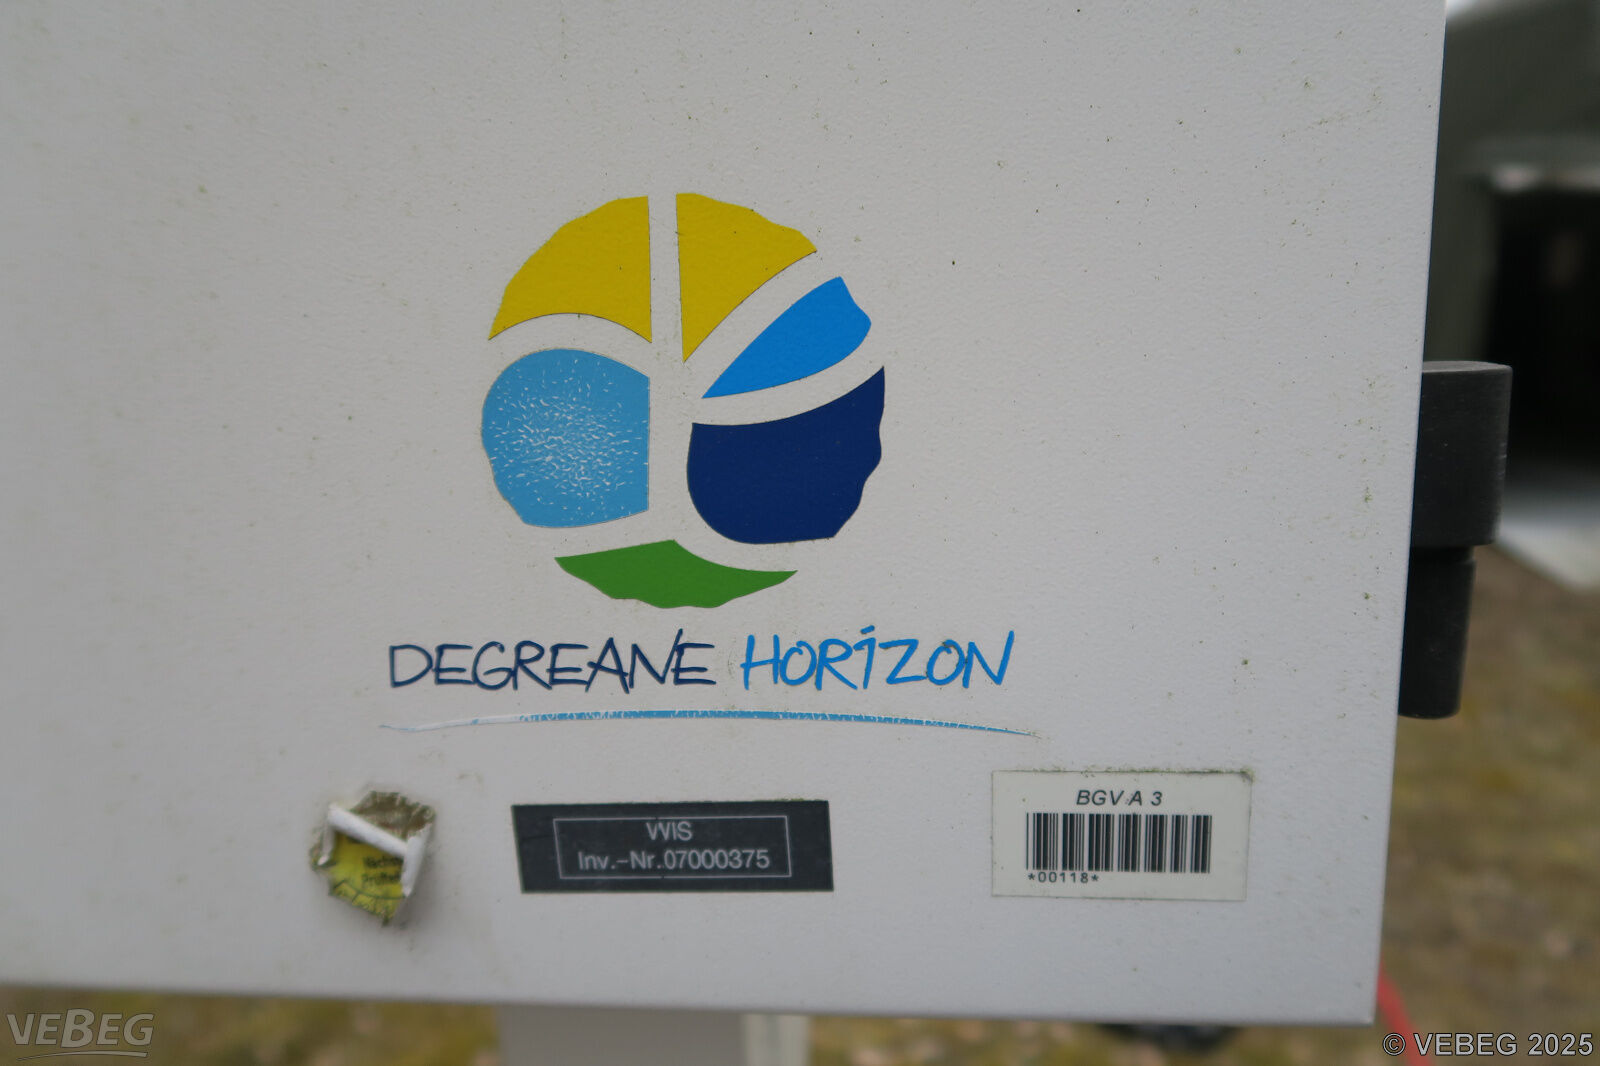 DEGREANE HORIZON
WIS
Inv.-Nr.07000375
BGV A 3
*00118*
VEBEG
© VEBEG 2025